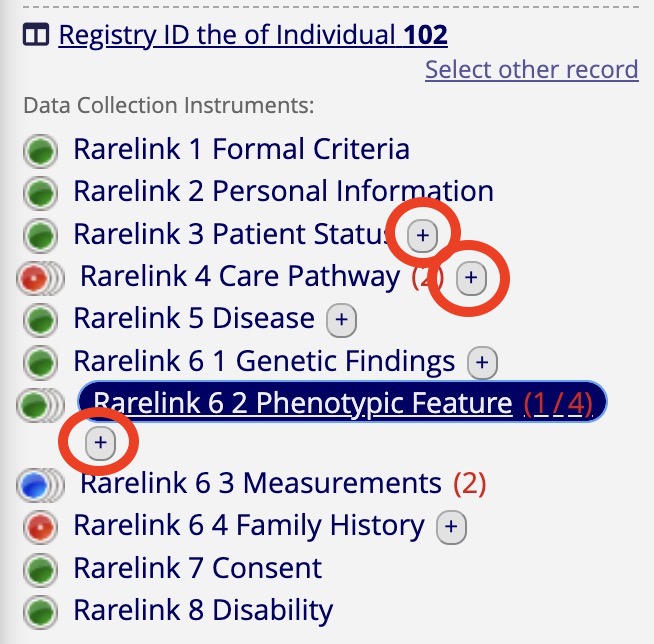 Registry ID the of Individual 102
Select other record
Data Collection Instruments:
Rarelink 1 Formal Criteria
Rarelink 2 Personal Information
Rarelink 3 Patient Status +
Rarelink 4 Care Pathway (2) +
Rarelink 5 Disease +
Rarelink 6 1 Genetic Findings +
Rarelink 6 2 Phenotypic Feature (1 / 4)
+
Rarelink 6 3 Measurements (2)
Rarelink 6 4 Family History +
Rarelink 7 Consent
Rarelink 8 Disability